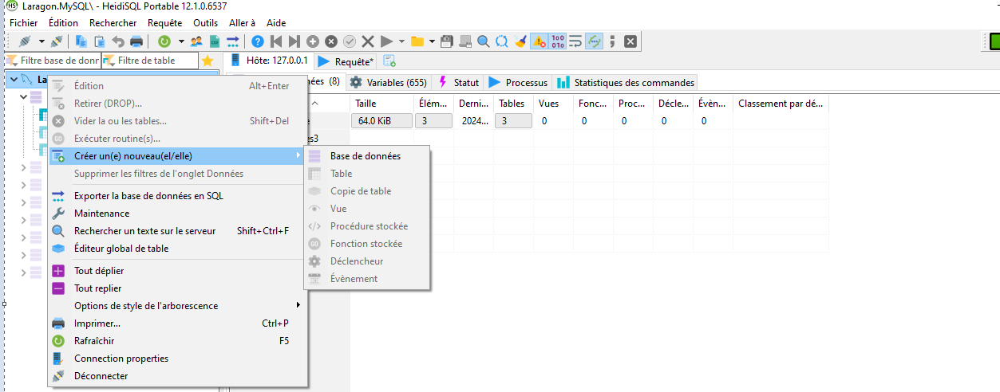 Laragon.MySQL\ - HeidiSQL Portable 12.1.0.6537
Fichier Édition Rechercher Requête Outils Aller à Aide
Filtre base de donr Filtre de table Hôte: 127.0.0.1 Requête*
La
ées (8) Variables (655) Statut Processus Statistiques des commandes
Taille Élém... Derni... Tables Vues Fonc... Proc... Décle... Évèn... Classement par dé...
64.0 KiB 3 2024... 3 0 0 0 0 0
es3
Édition Alt+Enter
Retirer (DROP)...
Vider la ou les tables... Shift+Del
Exécuter routine(s)...
Créer un(e) nouveau(el/elle)
Supprimer les filtres de l'onglet Données
Exporter la base de données en SQL
Maintenance
Rechercher un texte sur le serveur Shift+Ctrl+F
Éditeur global de table
Tout déplier
Tout replier
Options de style de l'arborescence
Imprimer... Ctrl+P
Rafraîchir F5
Connection properties
Déconnecter
Base de données
Table
Copie de table
Vue
Procédure stockée
Fonction stockée
Déclencheur
Évènement